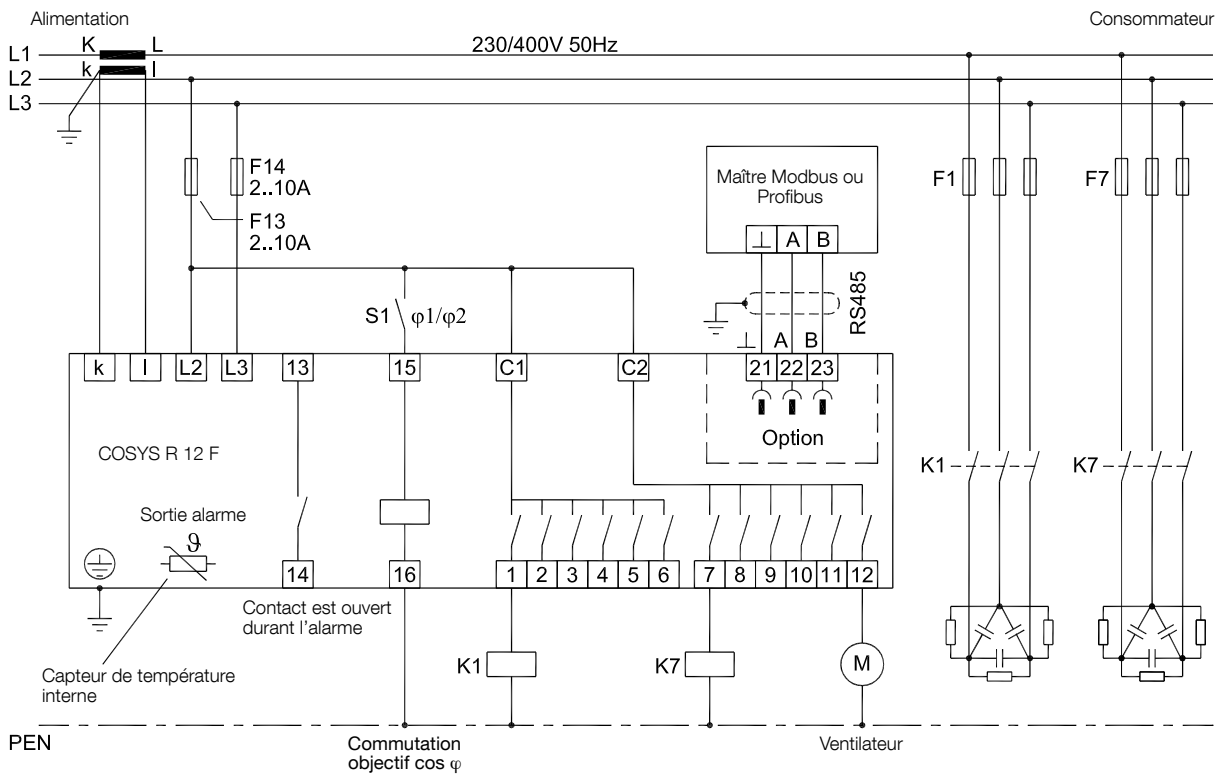 Alimentation
Consommateur
K L
230/400V 50Hz
L1
k l
L2
L3
F14
2..10A
F13
2..10A
Maître Modbus ou
Profibus
⊥ A B
F1
F7
RS485
S1 φ1/φ2
⊥ A B
k l L2 L3 13 15 C1 C2 21 22 23
Option
COSYS R 12 F
K1
K7
Sortie alarme
ϑ
14 16 1 2 3 4 5 6 7 8 9 10 11 12
Contact est ouvert
durant l'alarme
Capteur de température
interne
K1
K7
M
PEN
Commutation
objectif cos φ
Ventilateur